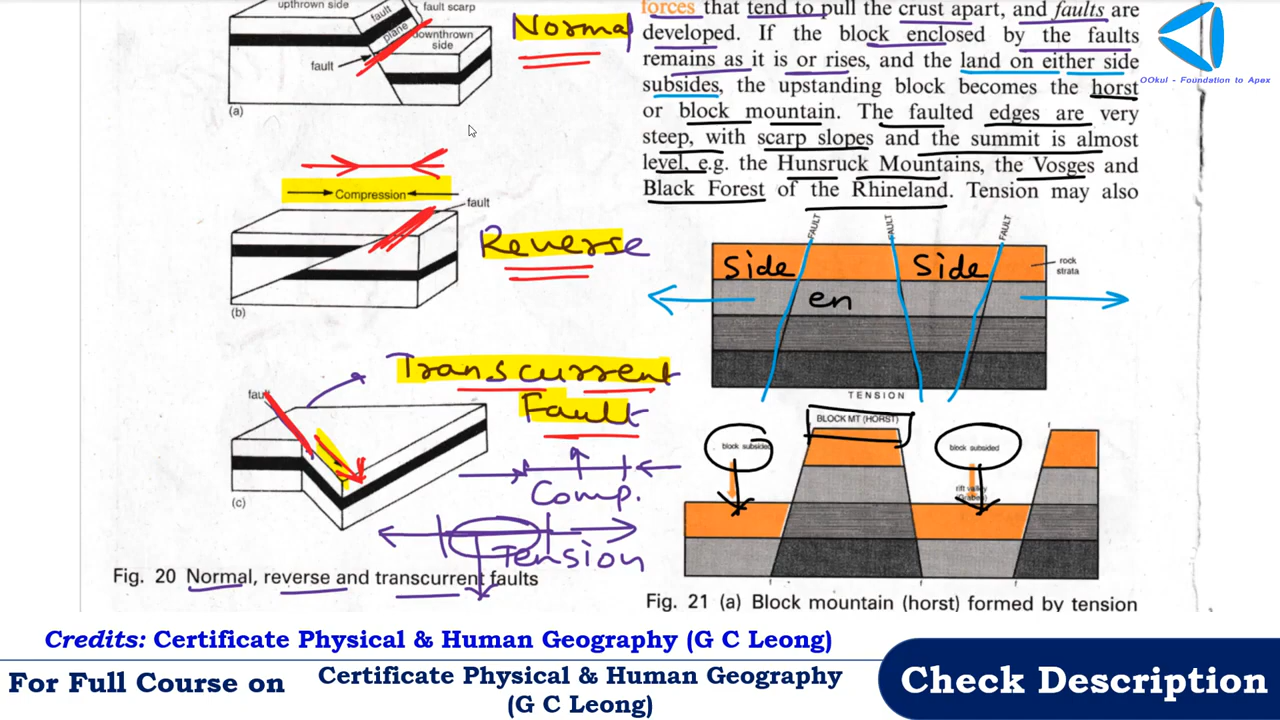 upthrown side
fault
plane
fault scarp
downthrown
side
fault
(a)
Normal
Compression
fault
Reverse
(b)
Transcurrent
Fault
fault
(c)
Comp.
Tension
Fig. 20 Normal, reverse and transcurrent faults
forces that tend to pull the crust apart, and faults are
developed. If the block enclosed by the faults
remains as it is or rises, and the land on either side
subsides, the upstanding block becomes the horst
or block mountain. The faulted edges are very
steep, with scarp slopes and the summit is almost
level, e.g. the Hunsruck Mountains, the Vosges and
Black Forest of the Rhineland. Tension may also
FAULT
FAULT
FAULT
Side
Side
rock
strata
en
TENSION
BLOCK MT (HORST)
block subsided
block subsided
rift valley
Fig. 21 (a) Block mountain (horst) formed by tension
OOkul - Foundation to Apex
Credits: Certificate Physical & Human Geography (G C Leong)
For Full Course on
Certificate Physical & Human Geography
(G C Leong)
Check Description